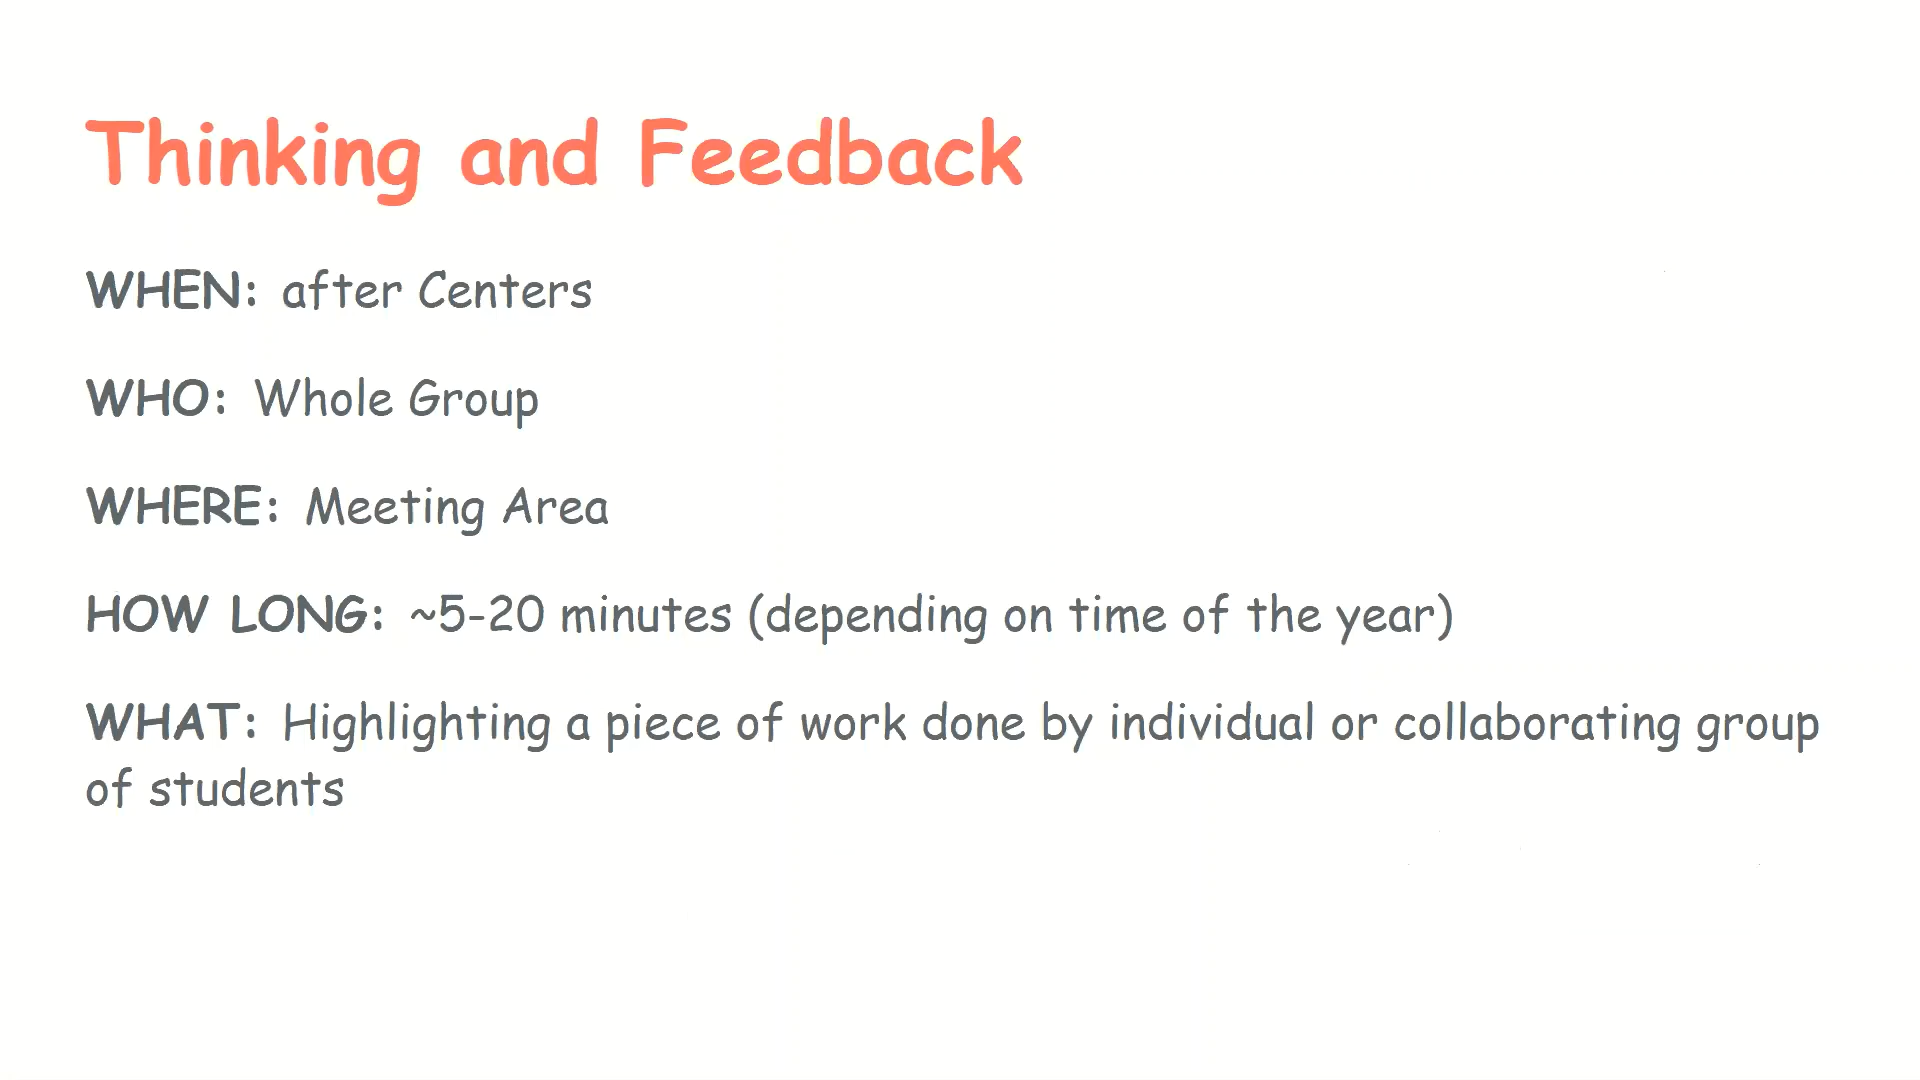 Thinking and Feedback
WHEN: after Centers
WHO: Whole Group
WHERE: Meeting Area
HOW LONG: ~5-20 minutes (depending on time of the year)
WHAT: Highlighting a piece of work done by individual or collaborating group
of students